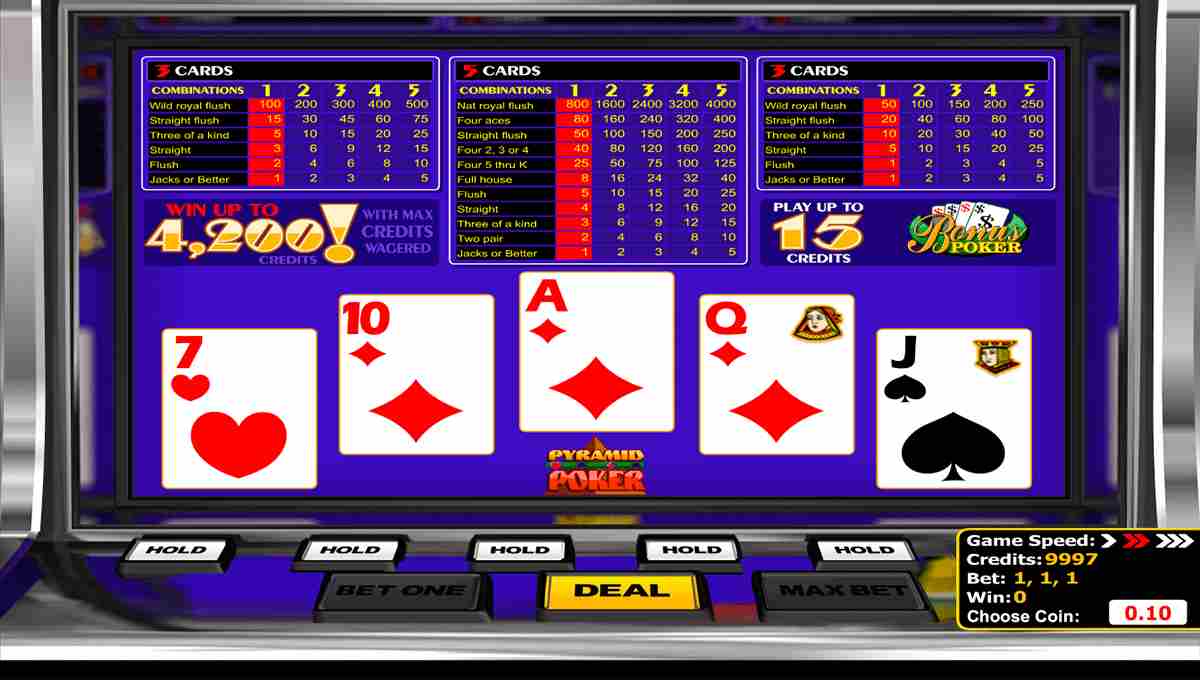 3 CARDS
COMBINATIONS 1 2 3 4 5
Wild royal flush 100 200 300 400 500
Straight flush 15 30 45 60 75
Three of a kind 5 10 15 20 25
Straight 3 6 9 12 15
Flush 2 4 6 8 10
Jacks or Better 1 2 3 4 5
5 CARDS
COMBINATIONS 1 2 3 4 5
Nat royal flush 800 1600 2400 3200 4000
Four aces 80 160 240 320 400
Straight flush 50 100 150 200 250
Four 2, 3 or 4 40 80 120 160 200
Four 5 thru K 25 50 75 100 125
Full house 8 16 24 32 40
Flush 5 10 15 20 25
Straight 4 8 12 16 20
Three of a kind 3 6 9 12 15
Two pair 2 4 6 8 10
Jacks or Better 1 2 3 4 5
3 CARDS
COMBINATIONS 1 2 3 4 5
Wild royal flush 50 100 150 200 250
Straight flush 20 40 60 80 100
Three of a kind 10 20 30 40 50
Straight 5 10 15 20 25
Flush 1 2 3 4 5
Jacks or Better 1 2 3 4 5
WIN UP TO
4,200!
CREDITS
WITH MAX
CREDITS
WAGERED
PLAY UP TO
15
CREDITS
Bonus
POKER
7
10
A
Q
J
PYRAMID
POKER
HOLD HOLD HOLD HOLD HOLD
BET ONE DEAL MAX BET
Game Speed:
Credits: 9997
Bet: 1, 1, 1
Win: 0
Choose Coin: 0.10